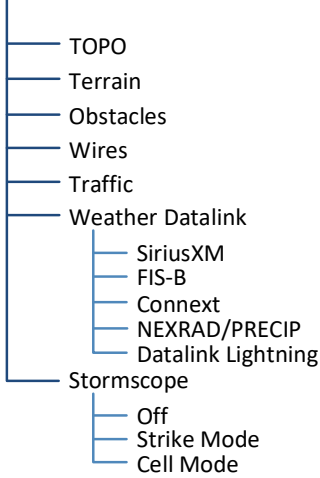 TOPO
Terrain
Obstacles
Wires
Traffic
Weather Datalink
SiriusXM
FIS-B
Connext
NEXRAD/PRECIP
Datalink Lightning
Stormscope
Off
Strike Mode
Cell Mode